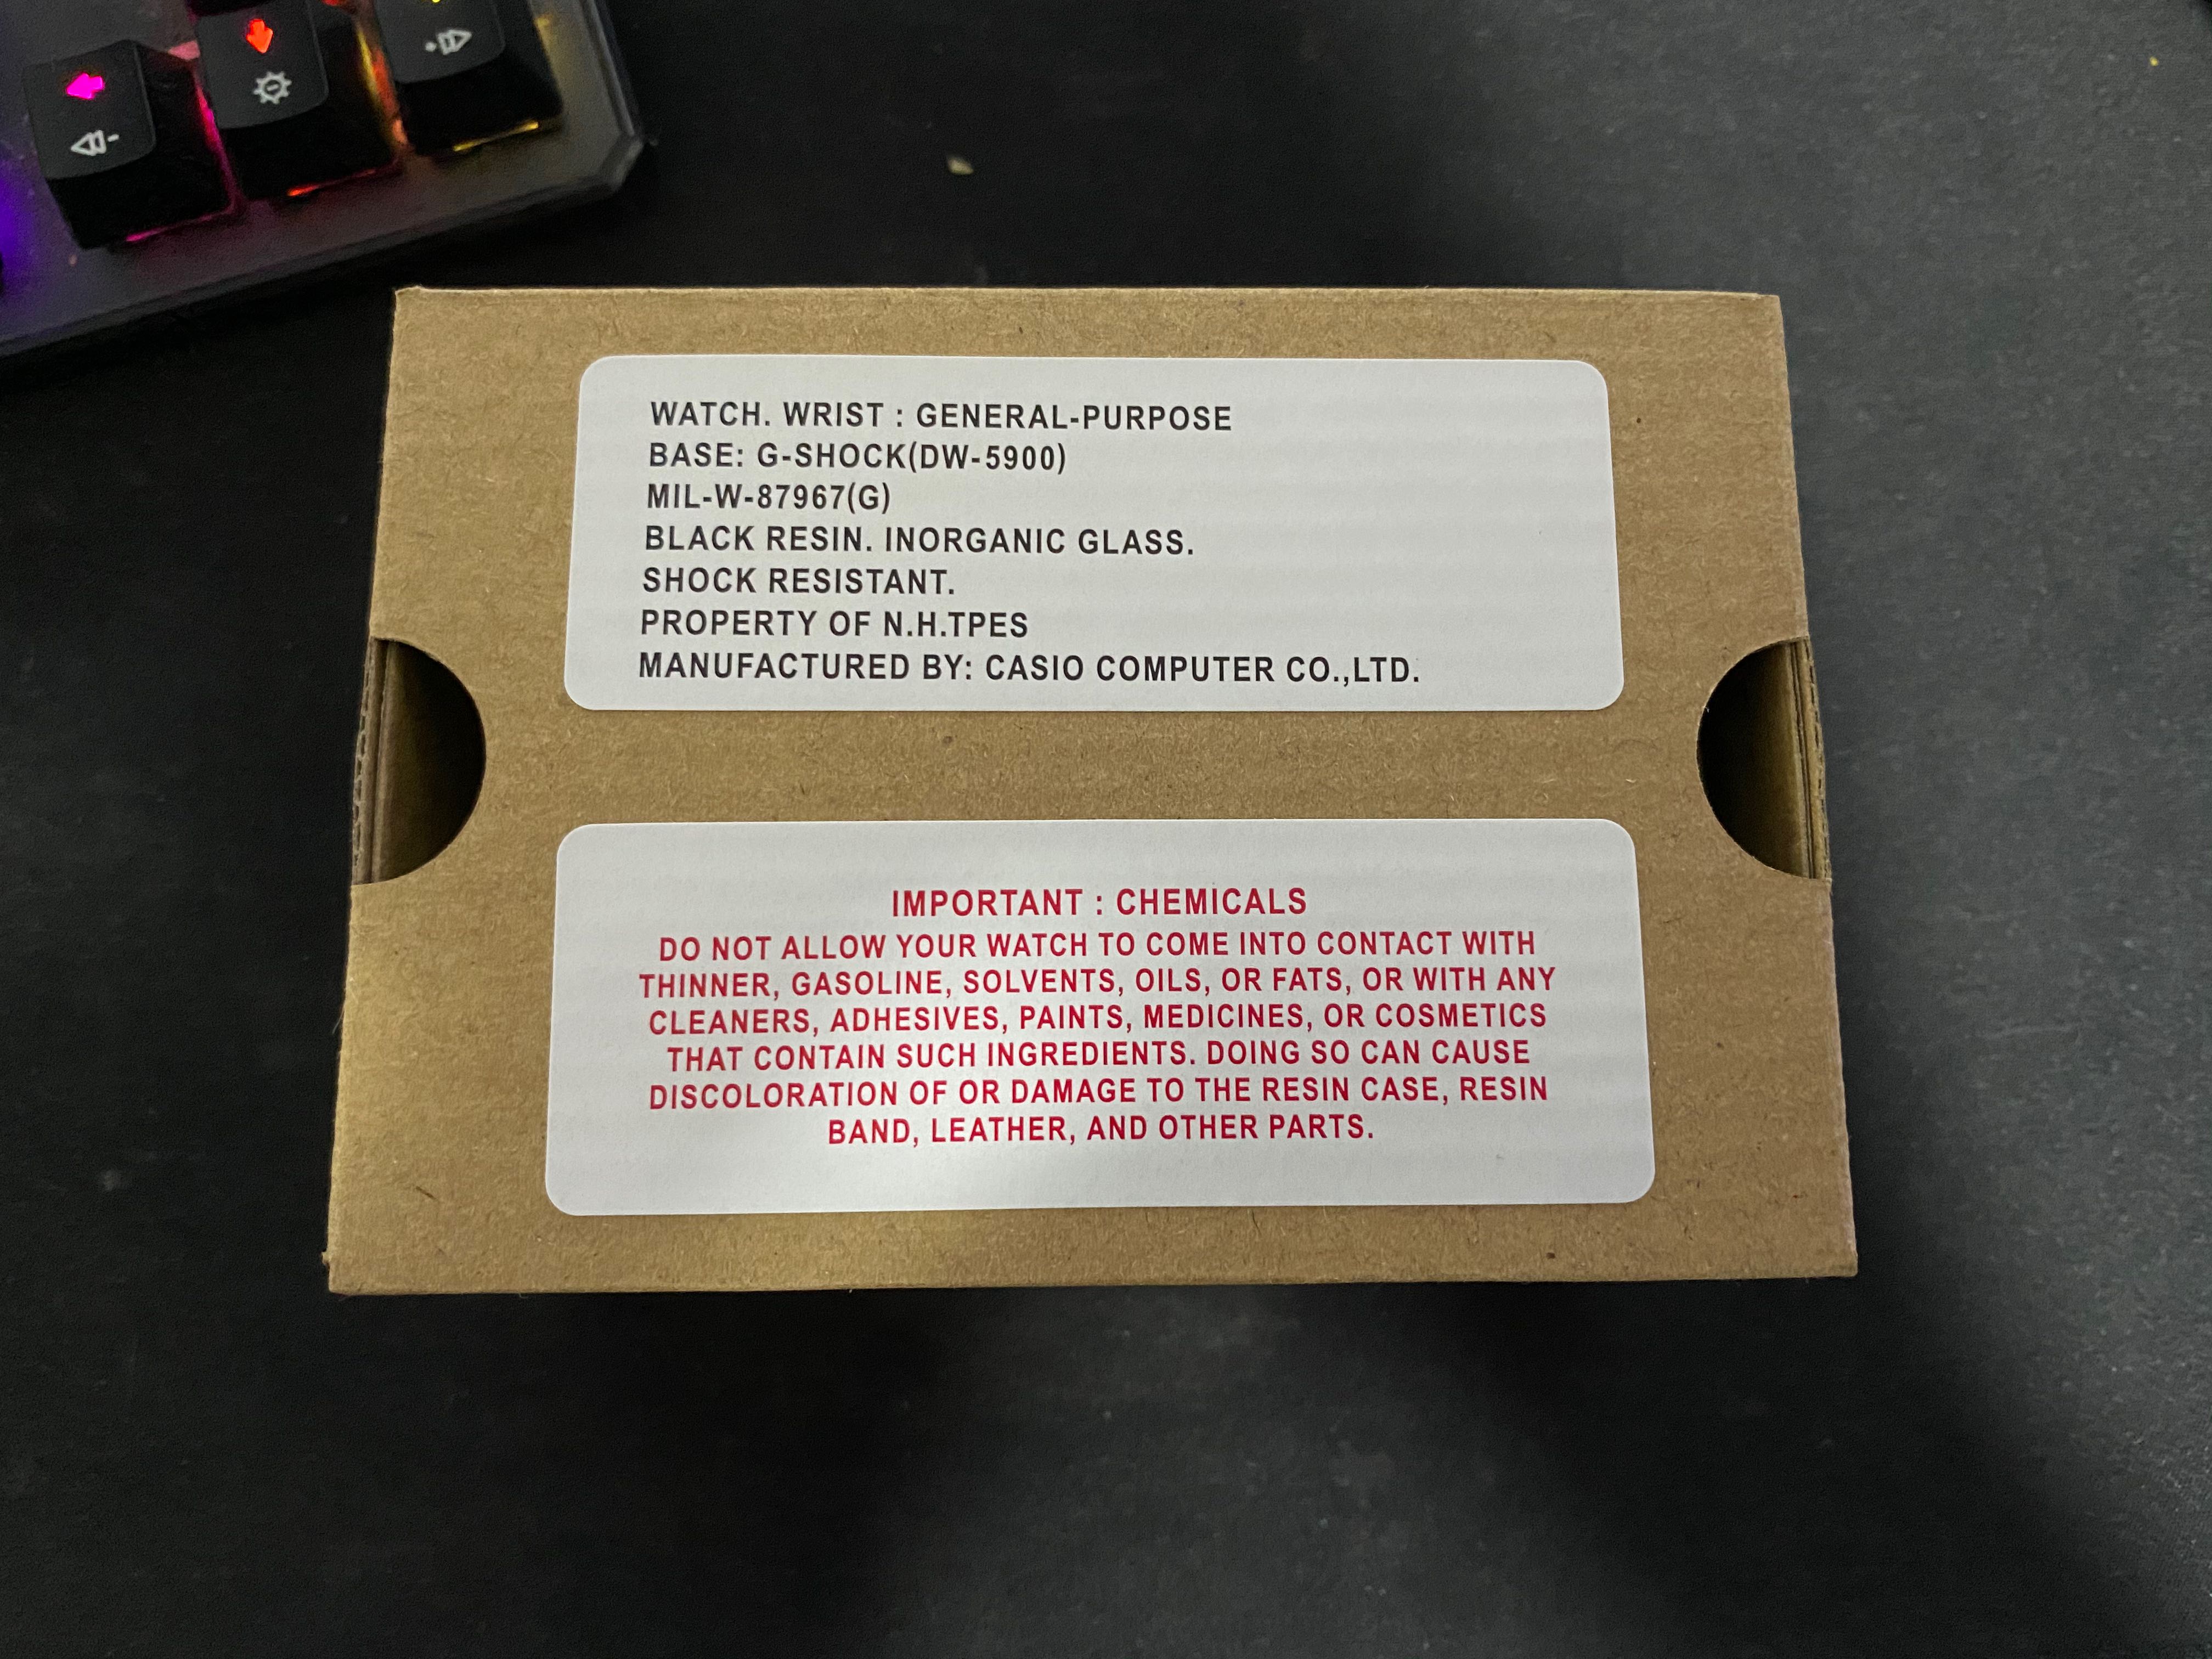 WATCH. WRIST : GENERAL-PURPOSE
BASE: G-SHOCK(DW-5900)
MIL-W-87967(G)
BLACK RESIN. INORGANIC GLASS.
SHOCK RESISTANT.
PROPERTY OF N.H.TPES
MANUFACTURED BY: CASIO COMPUTER CO.,LTD.
IMPORTANT : CHEMICALS
DO NOT ALLOW YOUR WATCH TO COME INTO CONTACT WITH
THINNER, GASOLINE, SOLVENTS, OILS, OR FATS, OR WITH ANY
CLEANERS, ADHESIVES, PAINTS, MEDICINES, OR COSMETICS
THAT CONTAIN SUCH INGREDIENTS. DOING SO CAN CAUSE
DISCOLORATION OF OR DAMAGE TO THE RESIN CASE, RESIN
BAND, LEATHER, AND OTHER PARTS.